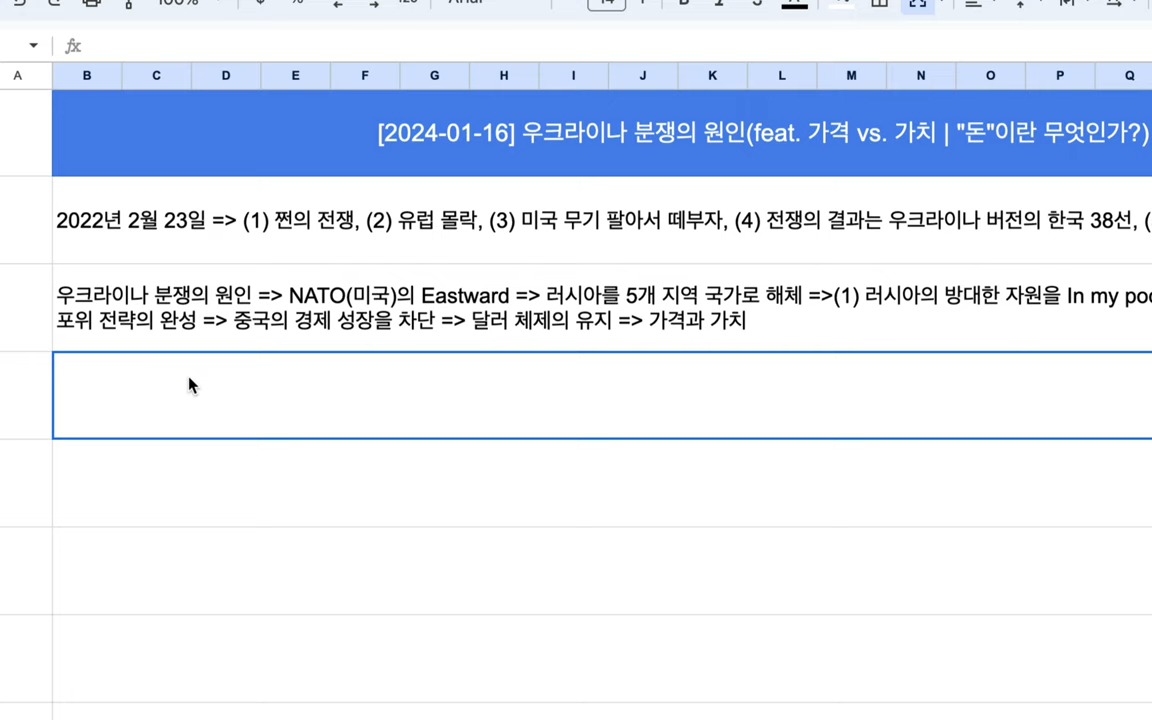 fx
A B C D E F G H I J K L M N O P Q
[2024-01-16] 우크라이나 분쟁의 원인(feat. 가격 vs. 가치 | "돈"이란 무엇인가?)
2022년 2월 23일 => (1) 쩐의 전쟁, (2) 유럽 몰락, (3) 미국 무기 팔아서 떼부자, (4) 전쟁의 결과는 우크라이나 버전의 한국 38선, (
우크라이나 분쟁의 원인 => NATO(미국)의 Eastward => 러시아를 5개 지역 국가로 해체 =>(1) 러시아의 방대한 자원을 In my
포위 전략의 완성 => 중국의 경제 성장을 차단 => 달러 체제의 유지 => 가격과 가치